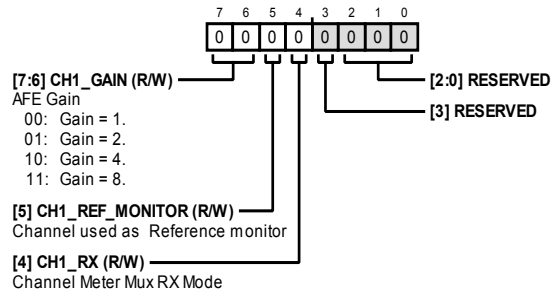 7 6 5 4 3 2 1 0
0 0 0 0 0 0 0 0
[7:6] CH1_GAIN (R/W)
AFE Gain
00: Gain = 1.
01: Gain = 2.
10: Gain = 4.
11: Gain = 8.
[5] CH1_REF_MONITOR (R/W)
Channel used as Reference monitor
[4] CH1_RX (R/W)
Channel Meter Mux RX Mode
[2:0] RESERVED
[3] RESERVED